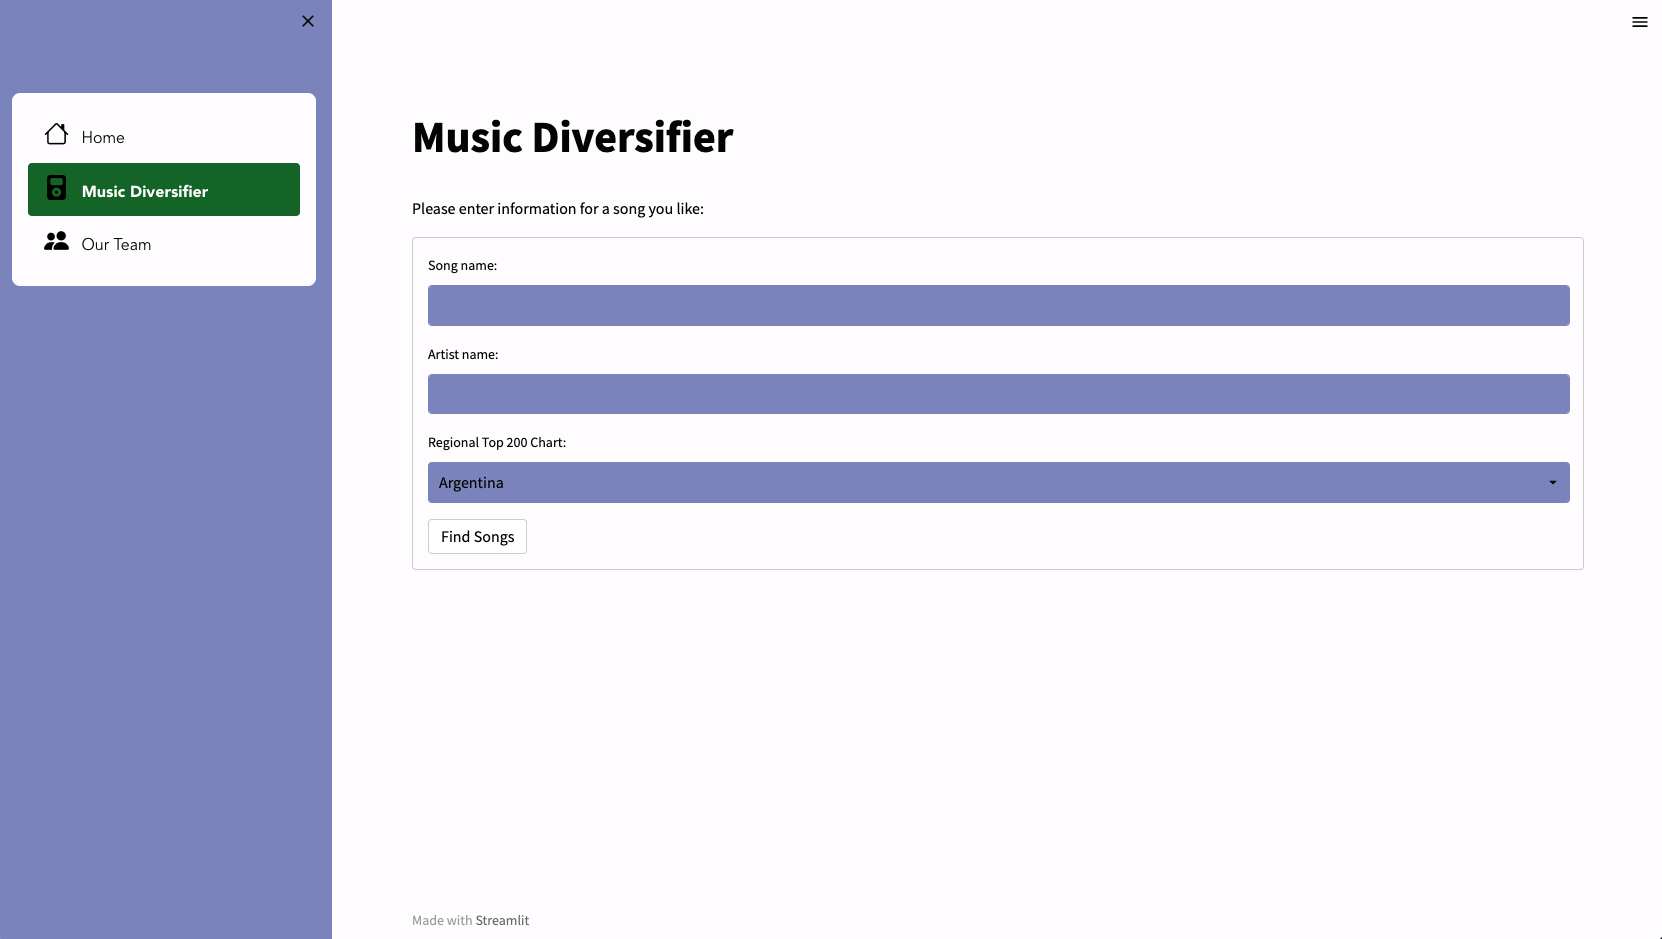 Home
Music Diversifier
Our Team
Music Diversifier
Please enter information for a song you like:
Song name:
Artist name:
Regional Top 200 Chart:
Argentina
Find Songs
Made with Streamlit